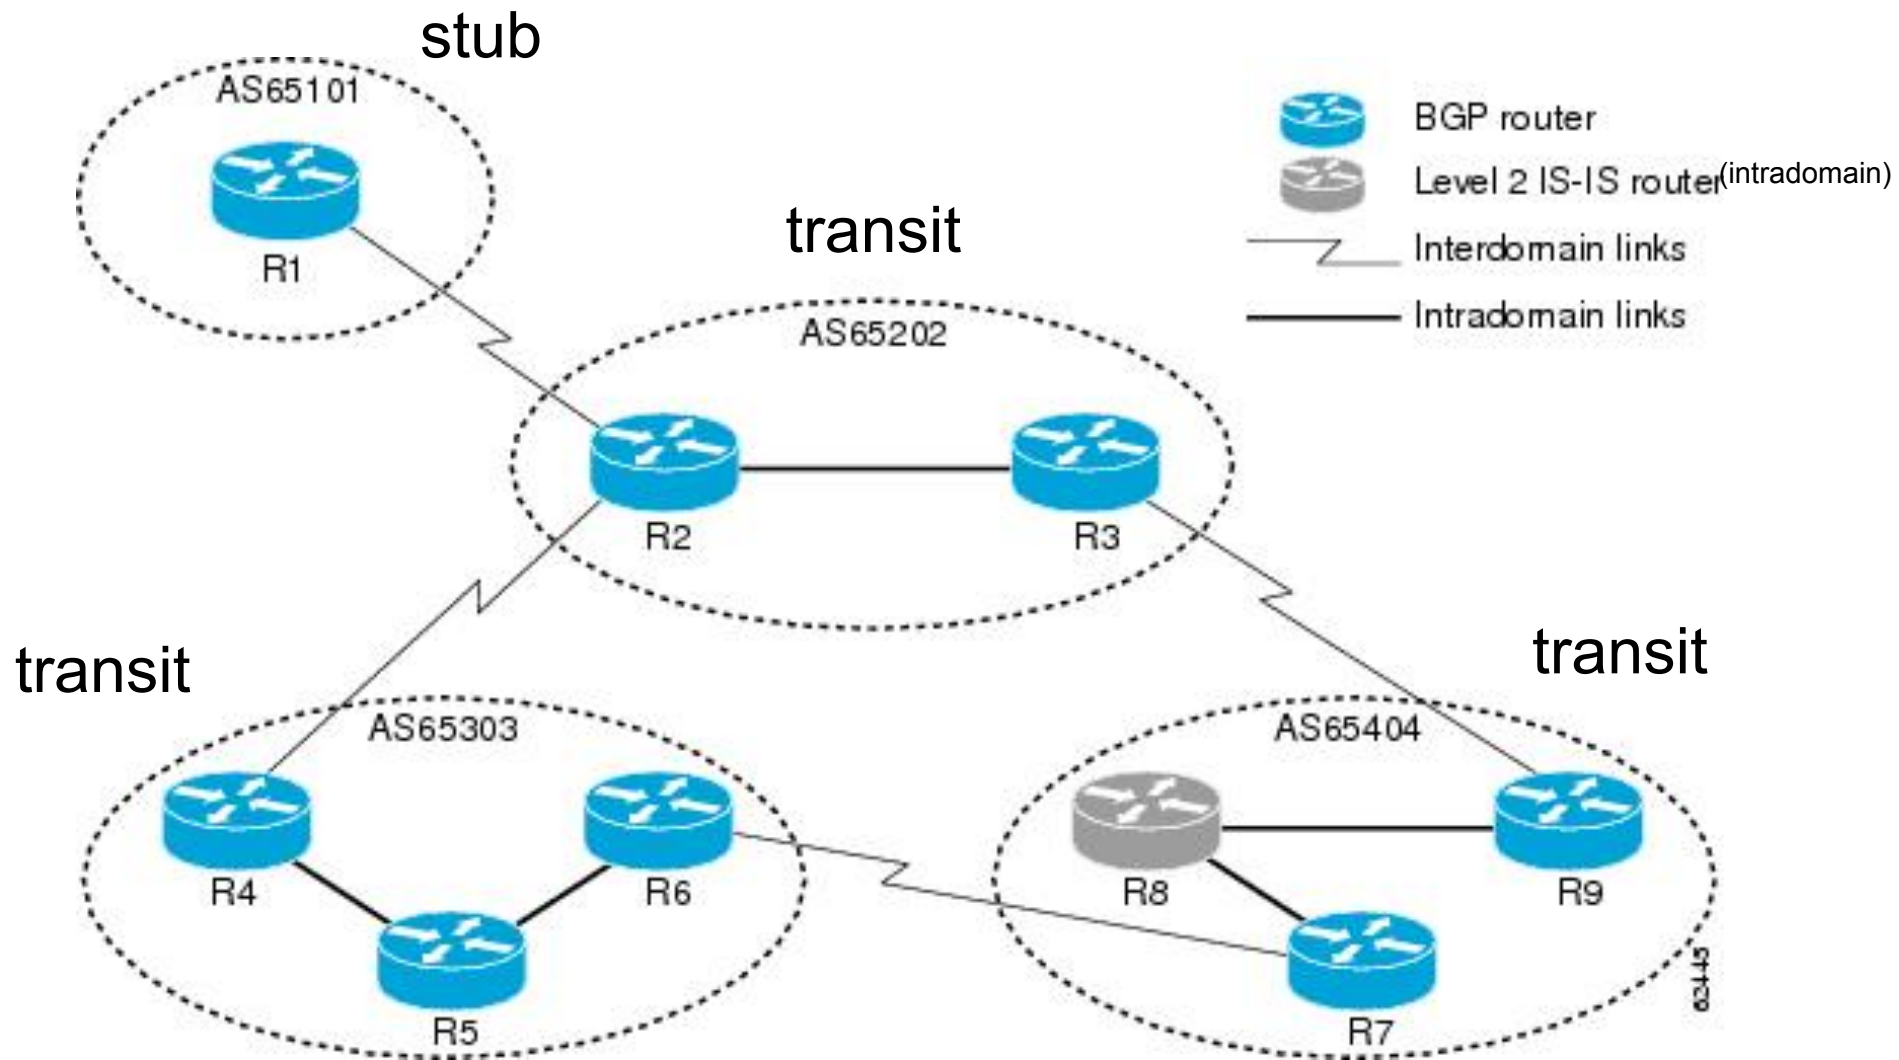 stub
AS65101
R1
BGP router
Level 2 IS-IS router(intradomain)
Interdomain links
Intradomain links
transit
AS65202
R2
R3
transit
AS65303
R4
R6
R5
transit
AS65404
R8
R9
R7
62445